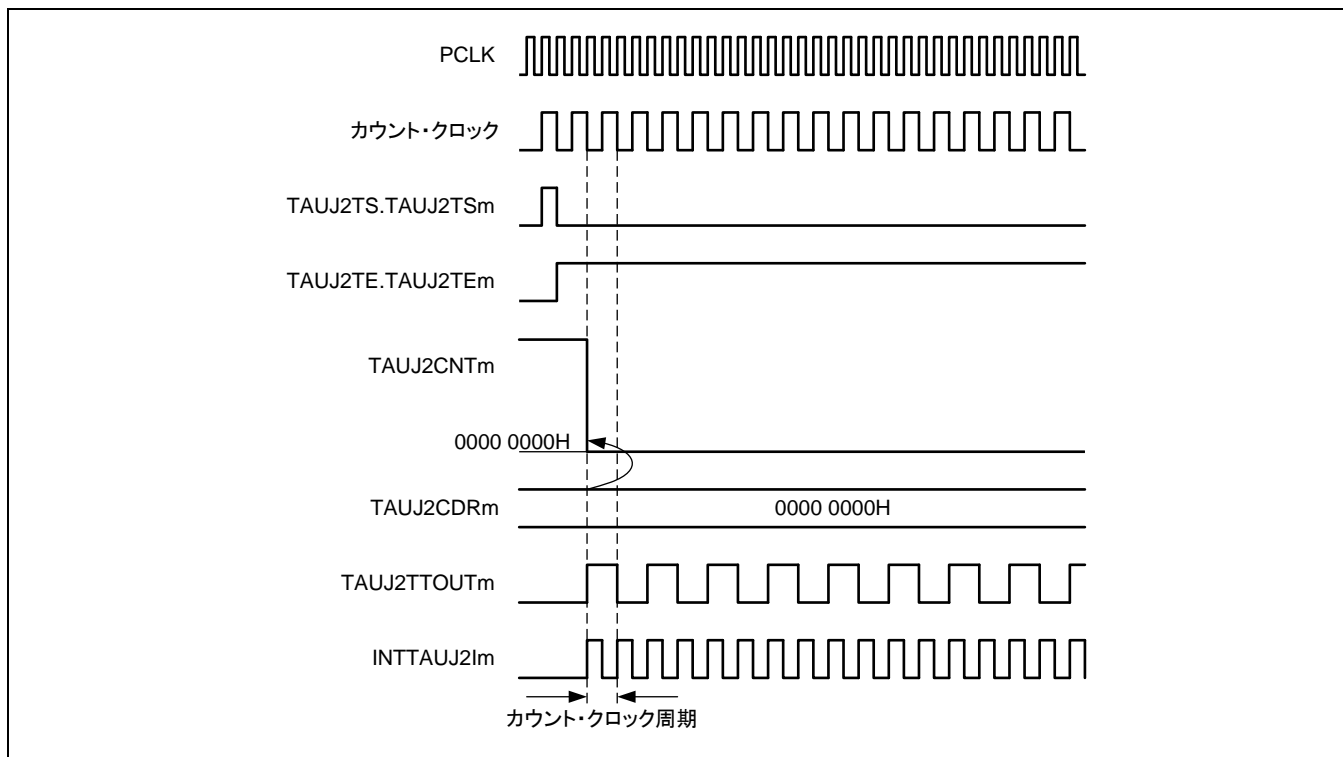 PCLK
カウント・クロック
TAUJ2TS.TAUJ2TSm
TAUJ2TE.TAUJ2TEm
TAUJ2CNTm
0000 0000H
TAUJ2CDRm
0000 0000H
TAUJ2TTOUTm
INTTAUJ2Im
カウント・クロック周期